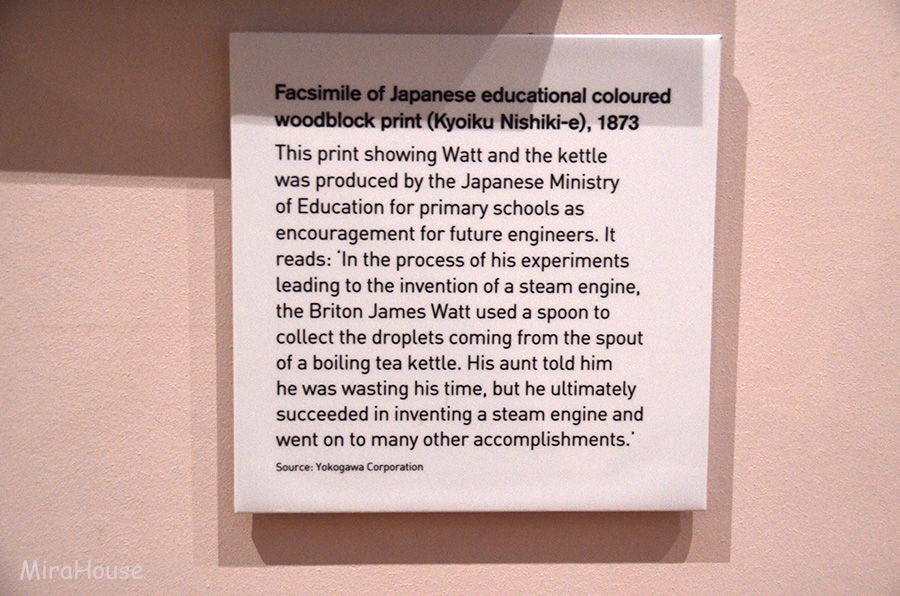 Facsimile of Japanese educational coloured
woodblock print (Kyoiku Nishiki-e), 1873
This print showing Watt and the kettle
was produced by the Japanese Ministry
of Education for primary schools as
encouragement for future engineers. It
reads: 'In the process of his experiments
leading to the invention of a steam engine,
the Briton James Watt used a spoon to
collect the droplets coming from the spout
of a boiling tea kettle. His aunt told him
he was wasting his time, but he ultimately
succeeded in inventing a steam engine and
went on to many other accomplishments.'
Source: Yokogawa Corporation
MiraHouse